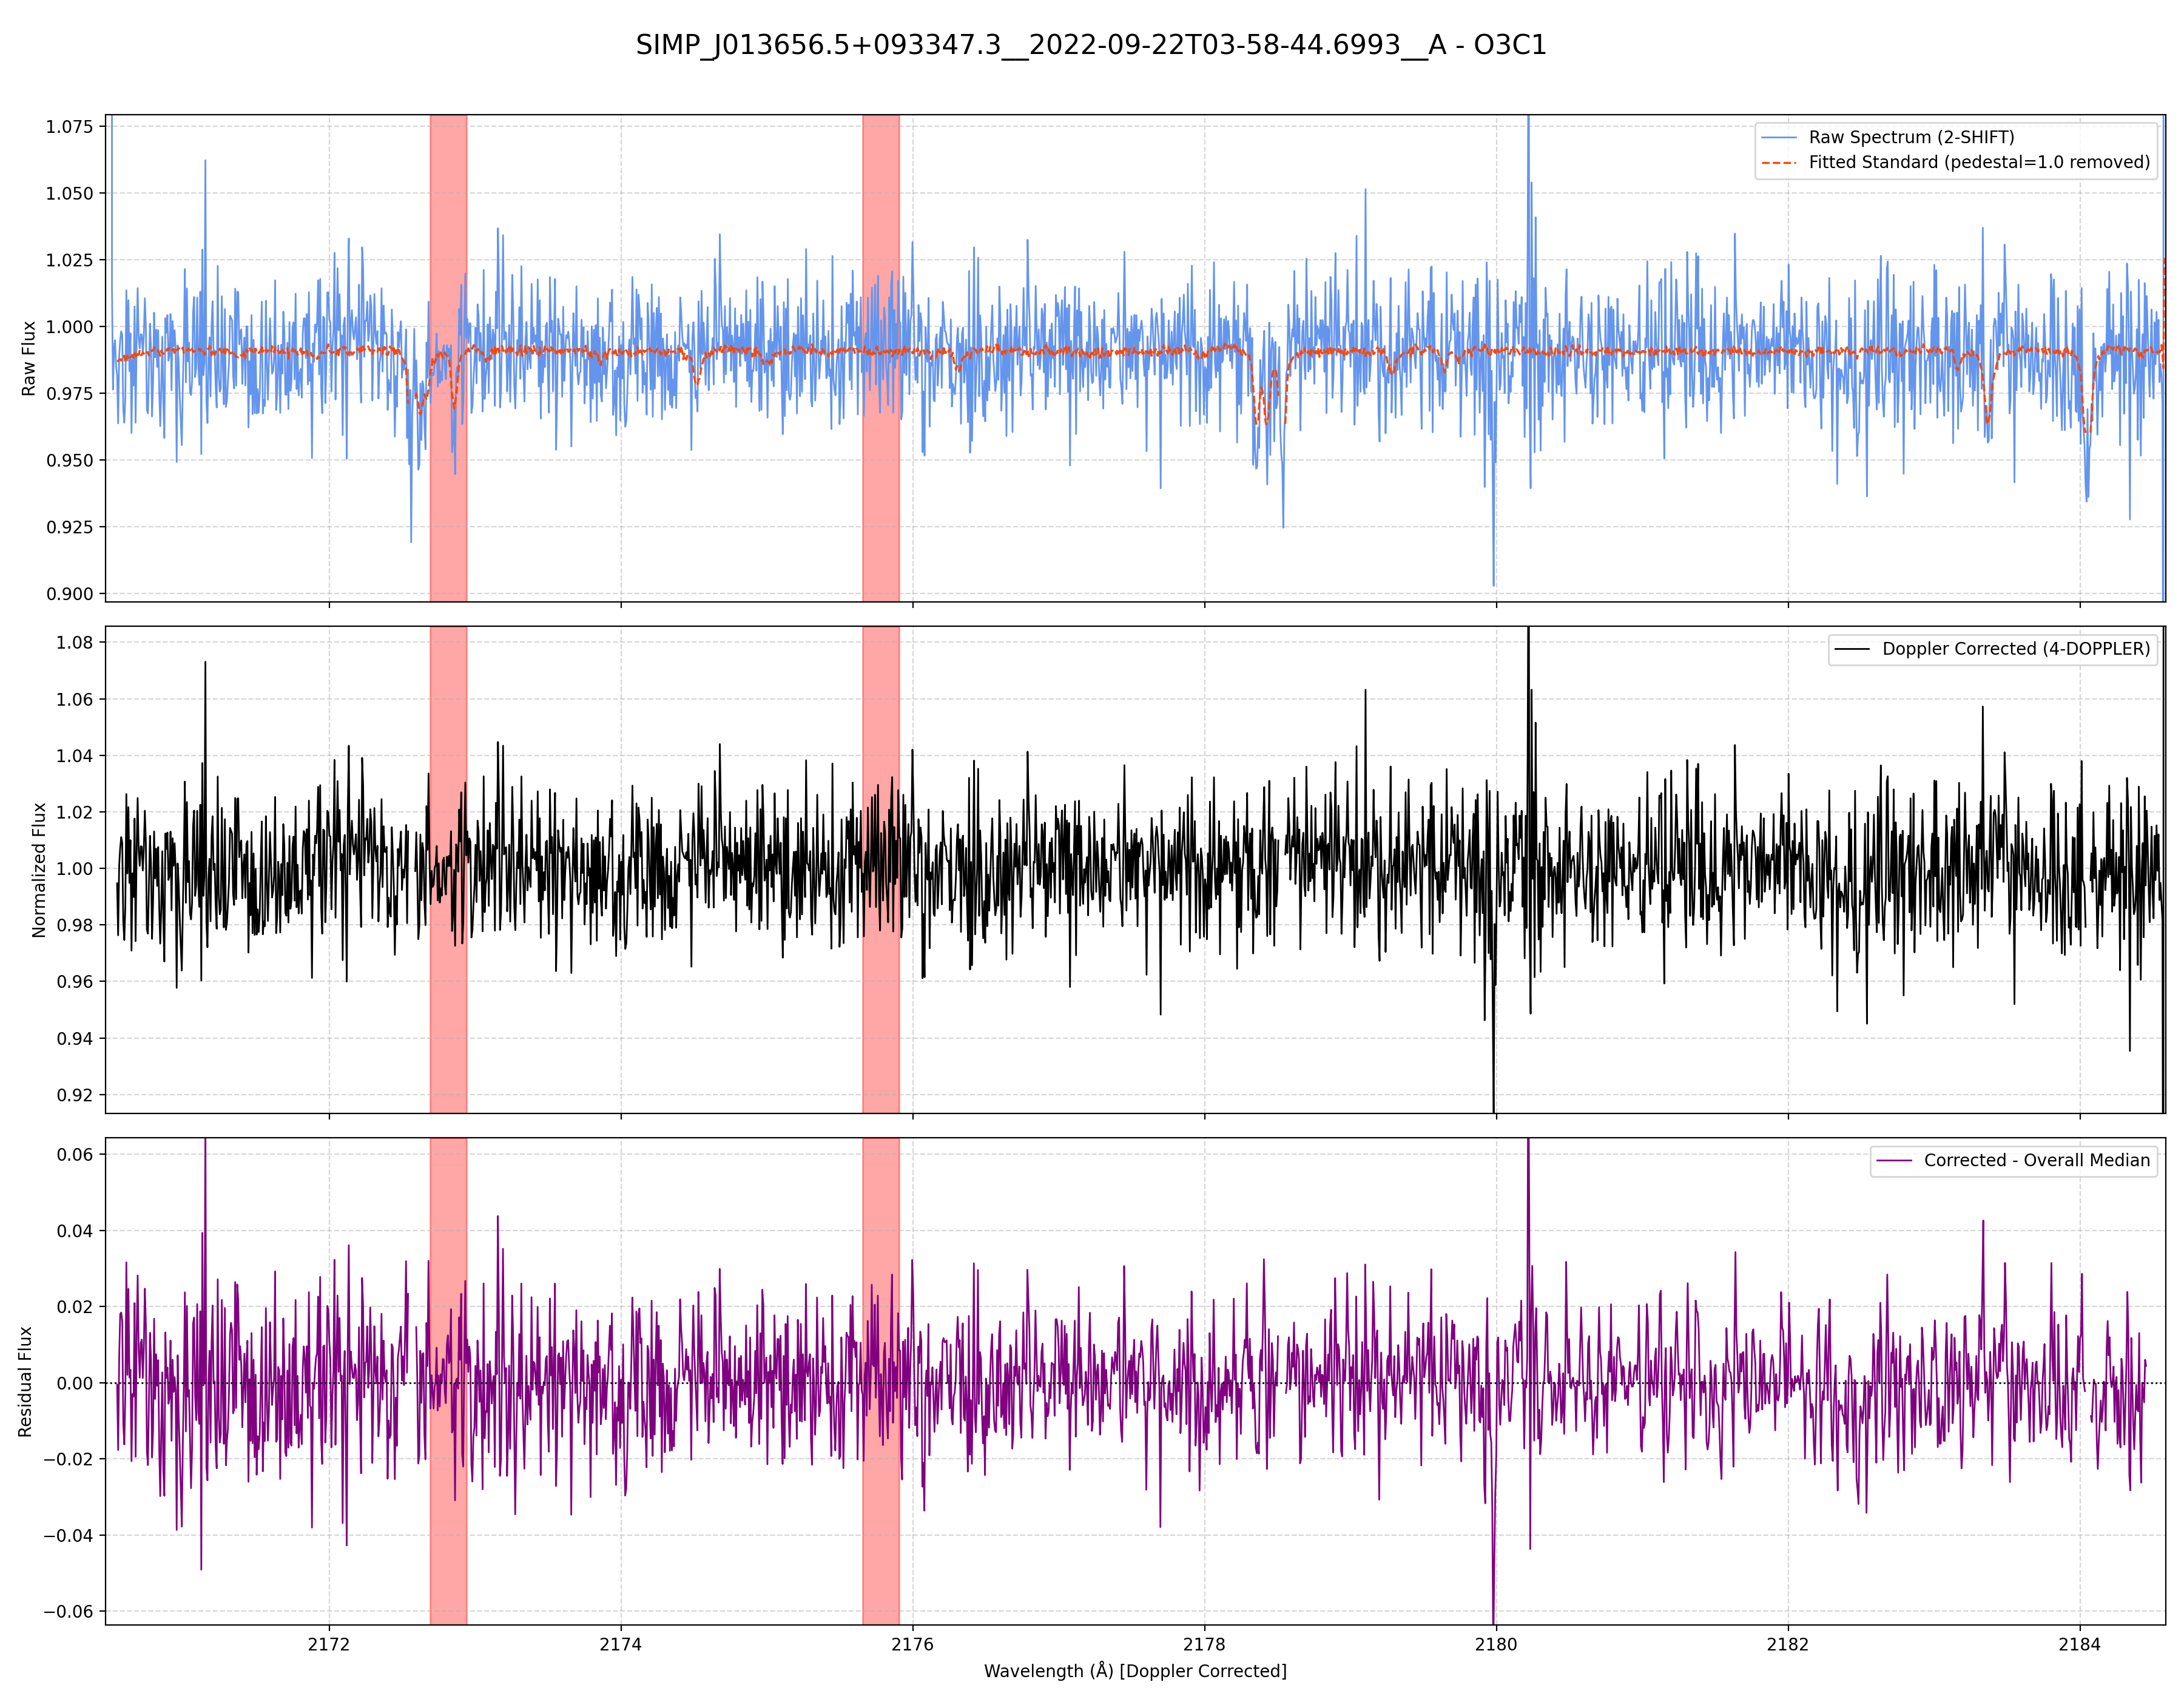 SIMP_J013656.5+093347.3__2022-09-22T03-58-44.6993__A - O3C1
Raw Flux
1.075
1.050
1.025
1.000
0.975
0.950
0.925
0.900
Raw Spectrum (2-SHIFT)
Fitted Standard (pedestal=1.0 removed)
Normalized Flux
1.08
1.06
1.04
1.02
1.00
0.98
0.96
0.94
0.92
Doppler Corrected (4-DOPPLER)
Residual Flux
0.06
0.04
0.02
0.00
−0.02
−0.04
−0.06
Corrected - Overall Median
2172 2174 2176 2178 2180 2182 2184
Wavelength (Å) [Doppler Corrected]